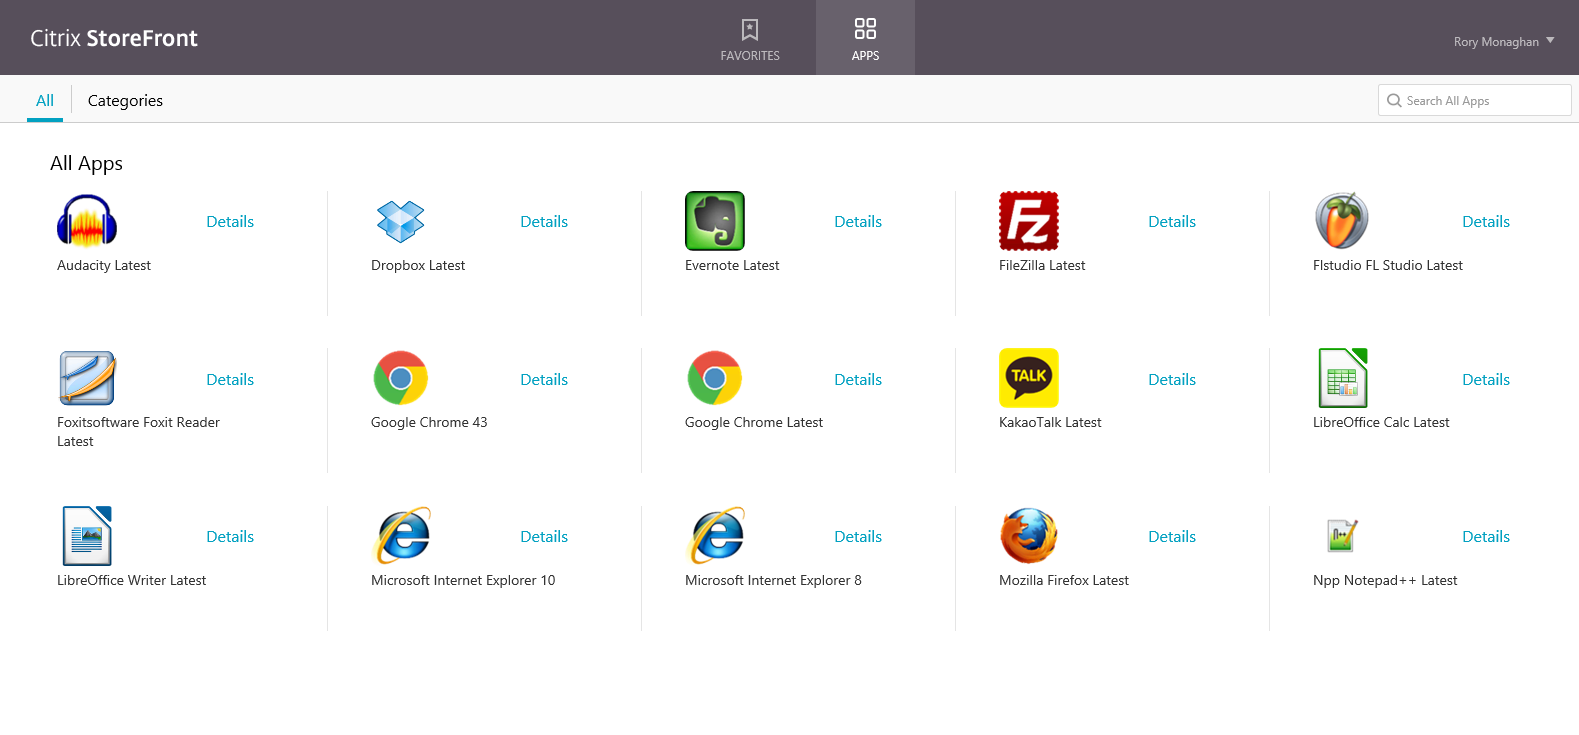 Citrix StoreFront
FAVORITES
APPS
Rory Monaghan
All
Categories
Search All Apps
All Apps
Details
Details
Details
Details
Details
Audacity Latest
Dropbox Latest
Evernote Latest
FZ
FileZilla Latest
Flstudio FL Studio Latest
Details
Details
Details
TALK
Details
Details
Foxitsoftware Foxit Reader
Latest
Google Chrome 43
Google Chrome Latest
KakaoTalk Latest
LibreOffice Calc Latest
Details
Details
Details
Details
Details
LibreOffice Writer Latest
Microsoft Internet Explorer 10
Microsoft Internet Explorer 8
Mozilla Firefox Latest
Npp Notepad++ Latest